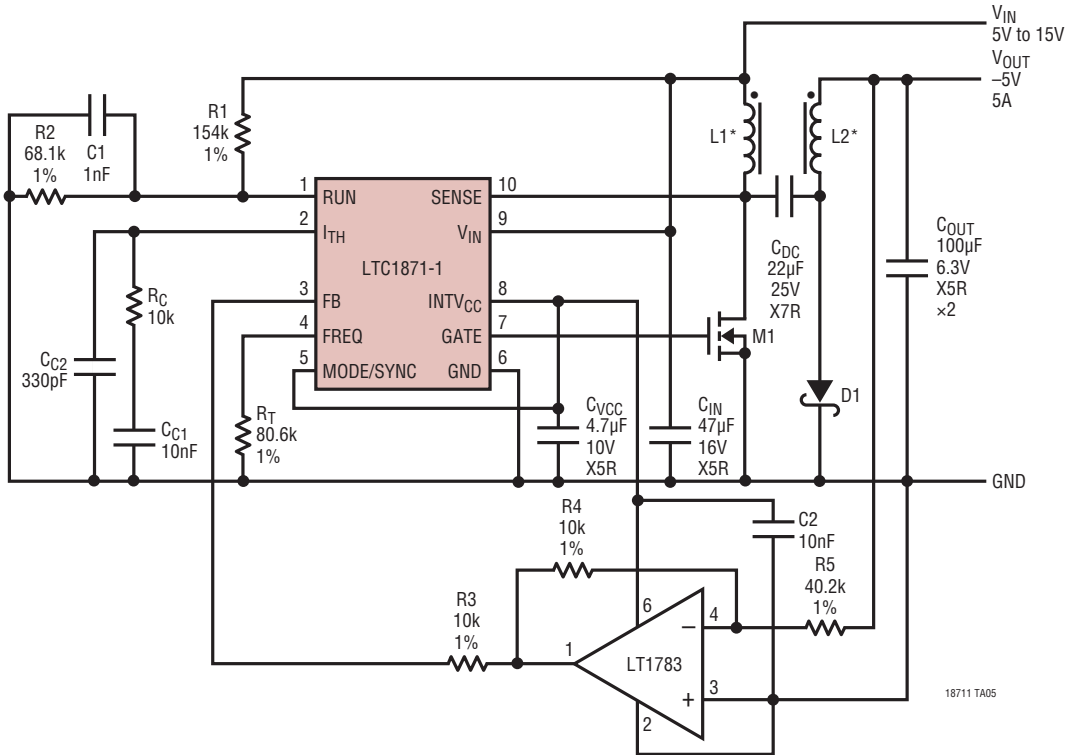 VIN
5V to 15V
VOUT
–5V
5A
R1
154k
1%
R2
68.1k
1%
C1
1nF
L1*
L2*
1
RUN
SENSE
10
2
ITH
VIN
9
LTC1871-1
3
FB
INTVCC
8
4
FREQ
GATE
7
5
MODE/SYNC
GND
6
RC
10k
CC2
330pF
CC1
10nF
RT
80.6k
1%
CDC
22µF
25V
X7R
COUT
100µF
6.3V
X5R
×2
M1
D1
CVCC
4.7µF
10V
X5R
CIN
47µF
16V
X5R
GND
R4
10k
1%
C2
10nF
R5
40.2k
1%
R3
10k
1%
6
4
–
1
LT1783
+
3
2
18711 TA05